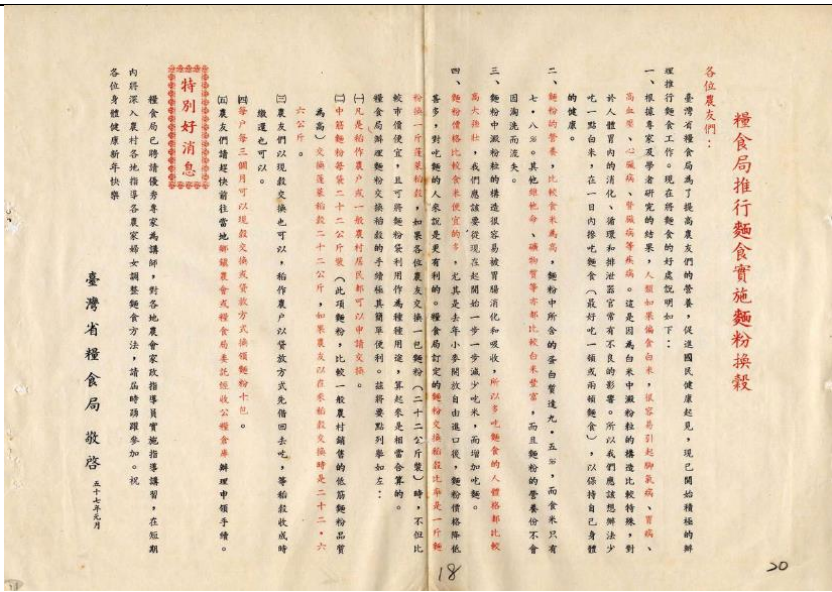 糧食局推行麵食實施麵粉換穀
各位農友們：
臺灣省糧食局為了提高農友們的營養，促進國民健康起見，現已開始積極的辦
理推行麵食工作。現在將麵食的好處說明如下：
一、根據專家及學者研究的結果，人類如果偏食白米，很容易引起腳氣病、胃病、
高血壓、心臟病、腎臟病等疾病。這是因為白米中澱粉粒的構造比較特殊，對
於人體胃內的消化、循環和排泄器官常有不良的影響。所以我們應該想辦法少
吃一點白米，在一日內摻吃麵食（最好吃一頓或兩頓麵食），以保持自己身體
的健康。
二、麵粉的營養，比較食米為高，麵粉中所含的蛋白質達九・五％，而食米只有
七・八％。其他維他命、礦物質等亦都比較白米豐富，而且麵粉的營養份不會
因淘洗而流失。
三、麵粉中澱粉粒的構造很容易被胃腸消化和吸收，所以多吃麵食的人體格都比較
高大強壯，我們應該要從現在起開始一步一步減少吃米，而增加吃麵。
四、麵粉價格比較食米便宜的多，尤其是去年小麥開放自由進口後，麵粉價格降低
甚多，對吃麵的人來說是更有利的。糧食局訂定的麵粉交換稻穀比率是一斤麵
粉換一斤蓬萊稻穀，如果各位農友交換一包麵粉（二十二公斤裝）時，不但比
較市價便宜，且可將麵粉袋利用作為種種用途，算起來是相當合算的。
糧食局辦理麵粉交換稻穀的手續極其簡單便利。茲將要點列舉如左：
㈠凡是稻作農戶或一般農村居民都可以申請交換。
㈡中筋麵粉每袋二十二公斤裝（此項麵粉，比較一般農村銷售的低筋麵粉品質
為高）交換蓬萊稻穀二十二公斤，如果農友以在來稻穀交換時是二十二．六
六公斤。
㈢農友們以現穀交換也可以，稻作農戶以貸放方式先借回去吃，等稻穀收成時
繳還也可以。
㈣每戶每三個月可以現穀交換或貸放方式換領麵粉十包。
㈤農友們請趕快前往當地鄉鎮農會或糧食局委託經收公糧倉庫辦理申領手續。
特別好消息
糧食局已聘請優秀專家為講師，對各地農會家政指導員實施指導講習，在短期
內將深入農村各地指導各農家婦女調整麵食方法，請屆時踴躍參加。祝
各位身體健康新年快樂
臺灣省糧食局 敬啓 五十七年元月
18
20